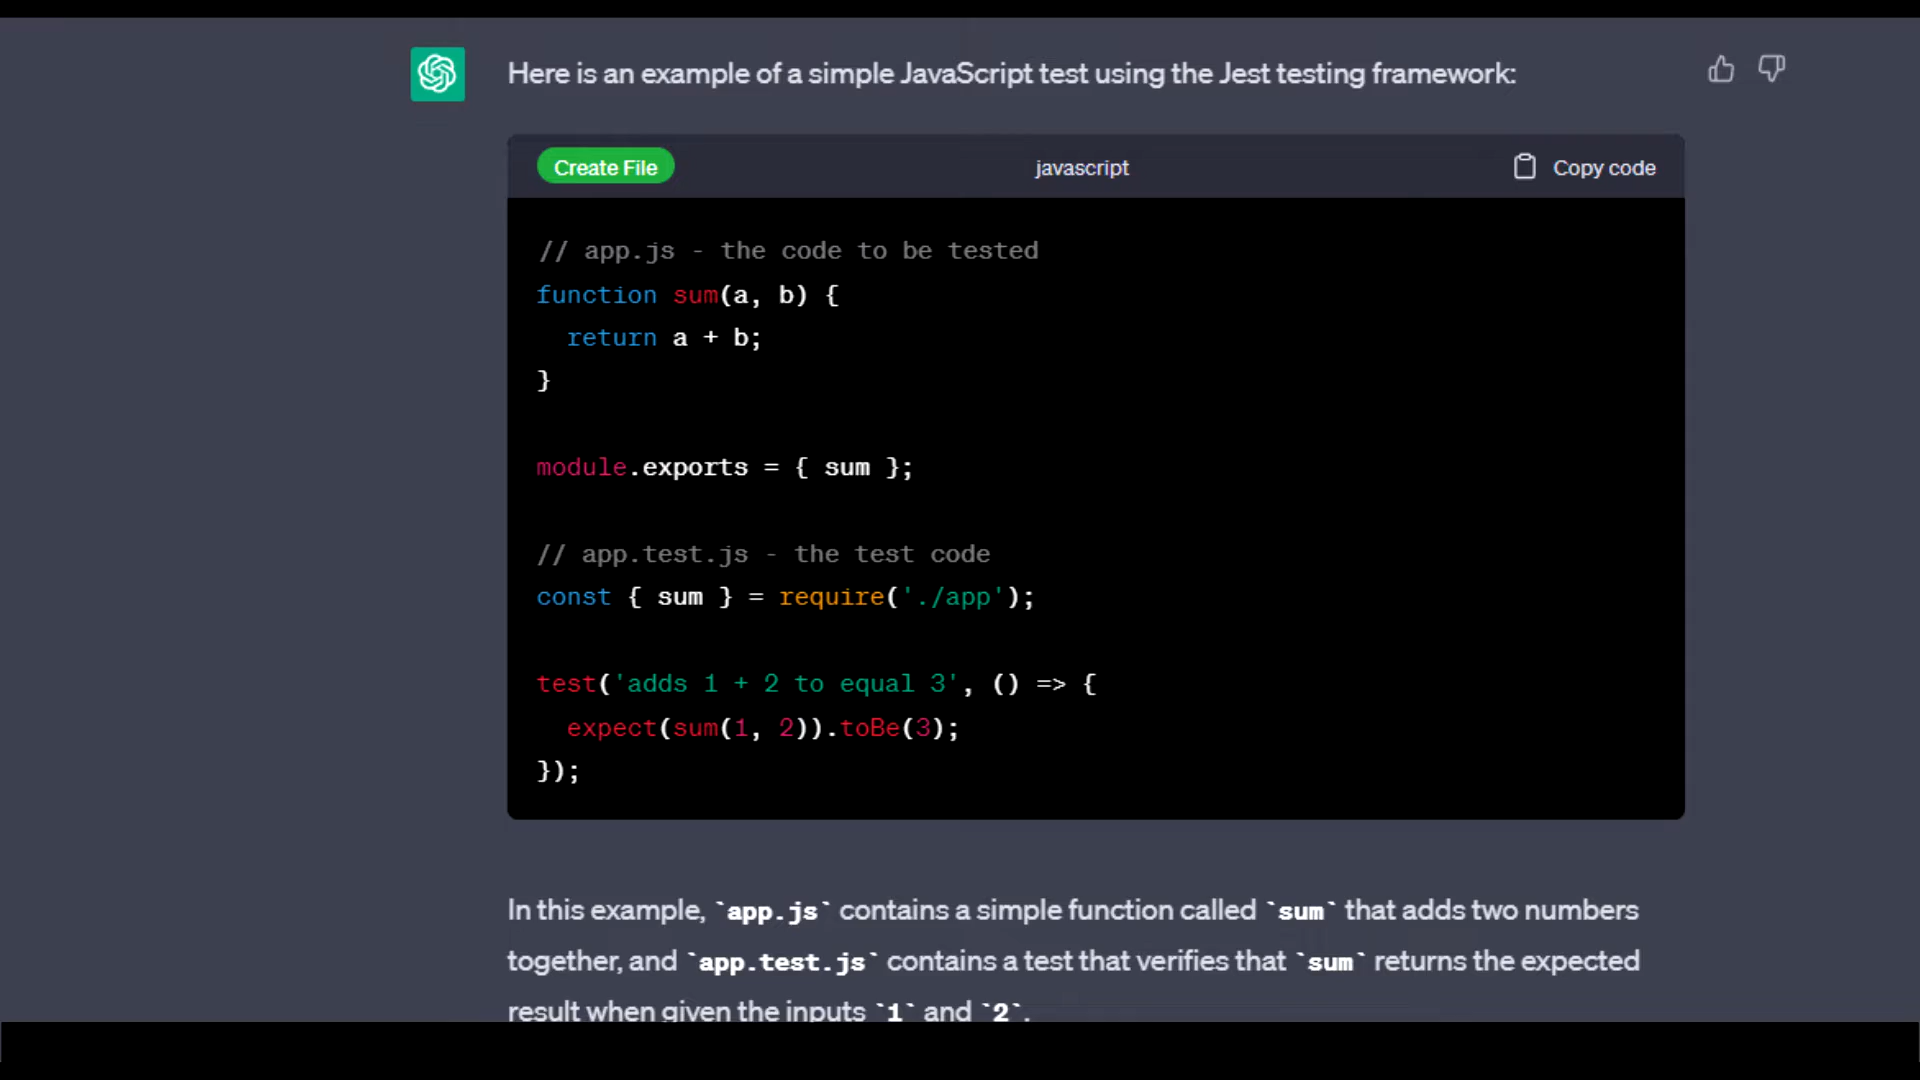 Here is an example of a simple JavaScript test using the Jest testing framework:
Create File
javascript
Copy code
// app.js - the code to be tested
function sum(a, b) {
  return a + b;
}
module.exports = { sum };
// app.test.js - the test code
const { sum } = require('./app');
test('adds 1 + 2 to equal 3', () => {
  expect(sum(1, 2)).toBe(3);
});
In this example, `app.js` contains a simple function called `sum` that adds two numbers
together, and `app.test.js` contains a test that verifies that `sum` returns the expected
result when given the inputs `1` and `2`.